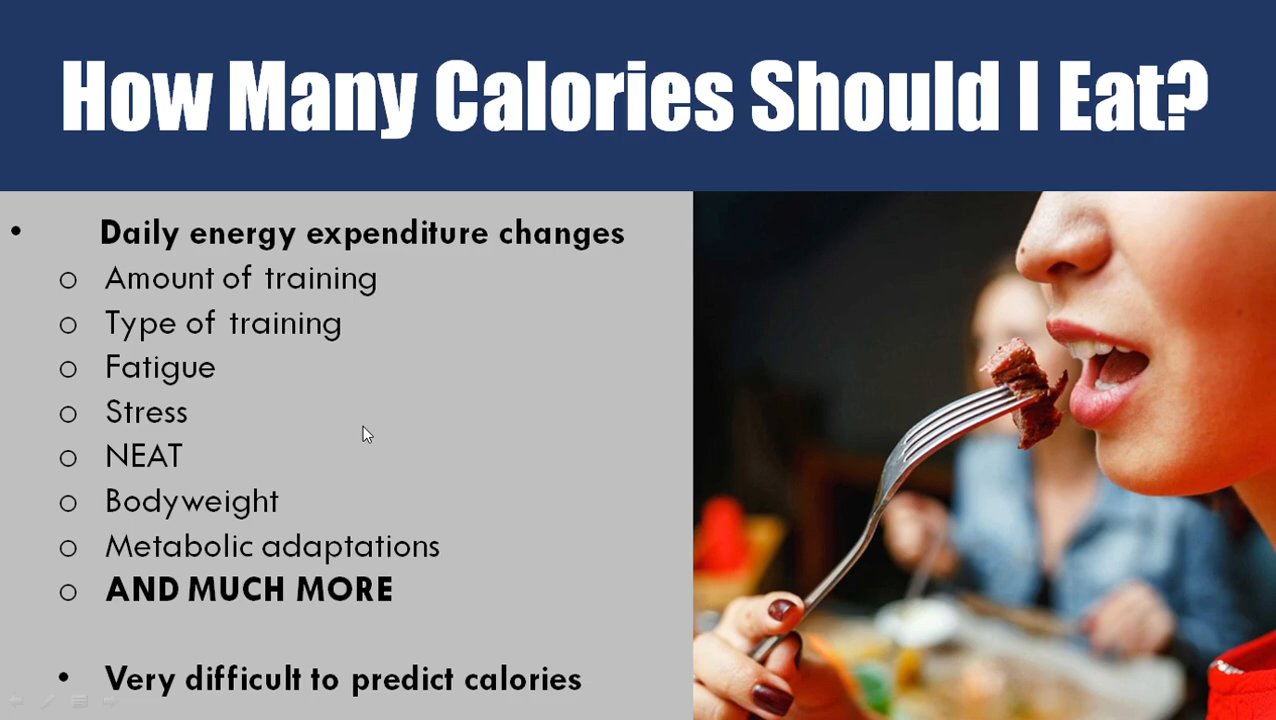 How Many Calories Should I Eat?
• Daily energy expenditure changes
o Amount of training
o Type of training
o Fatigue
o Stress
o NEAT
o Bodyweight
o Metabolic adaptations
o AND MUCH MORE
• Very difficult to predict calories